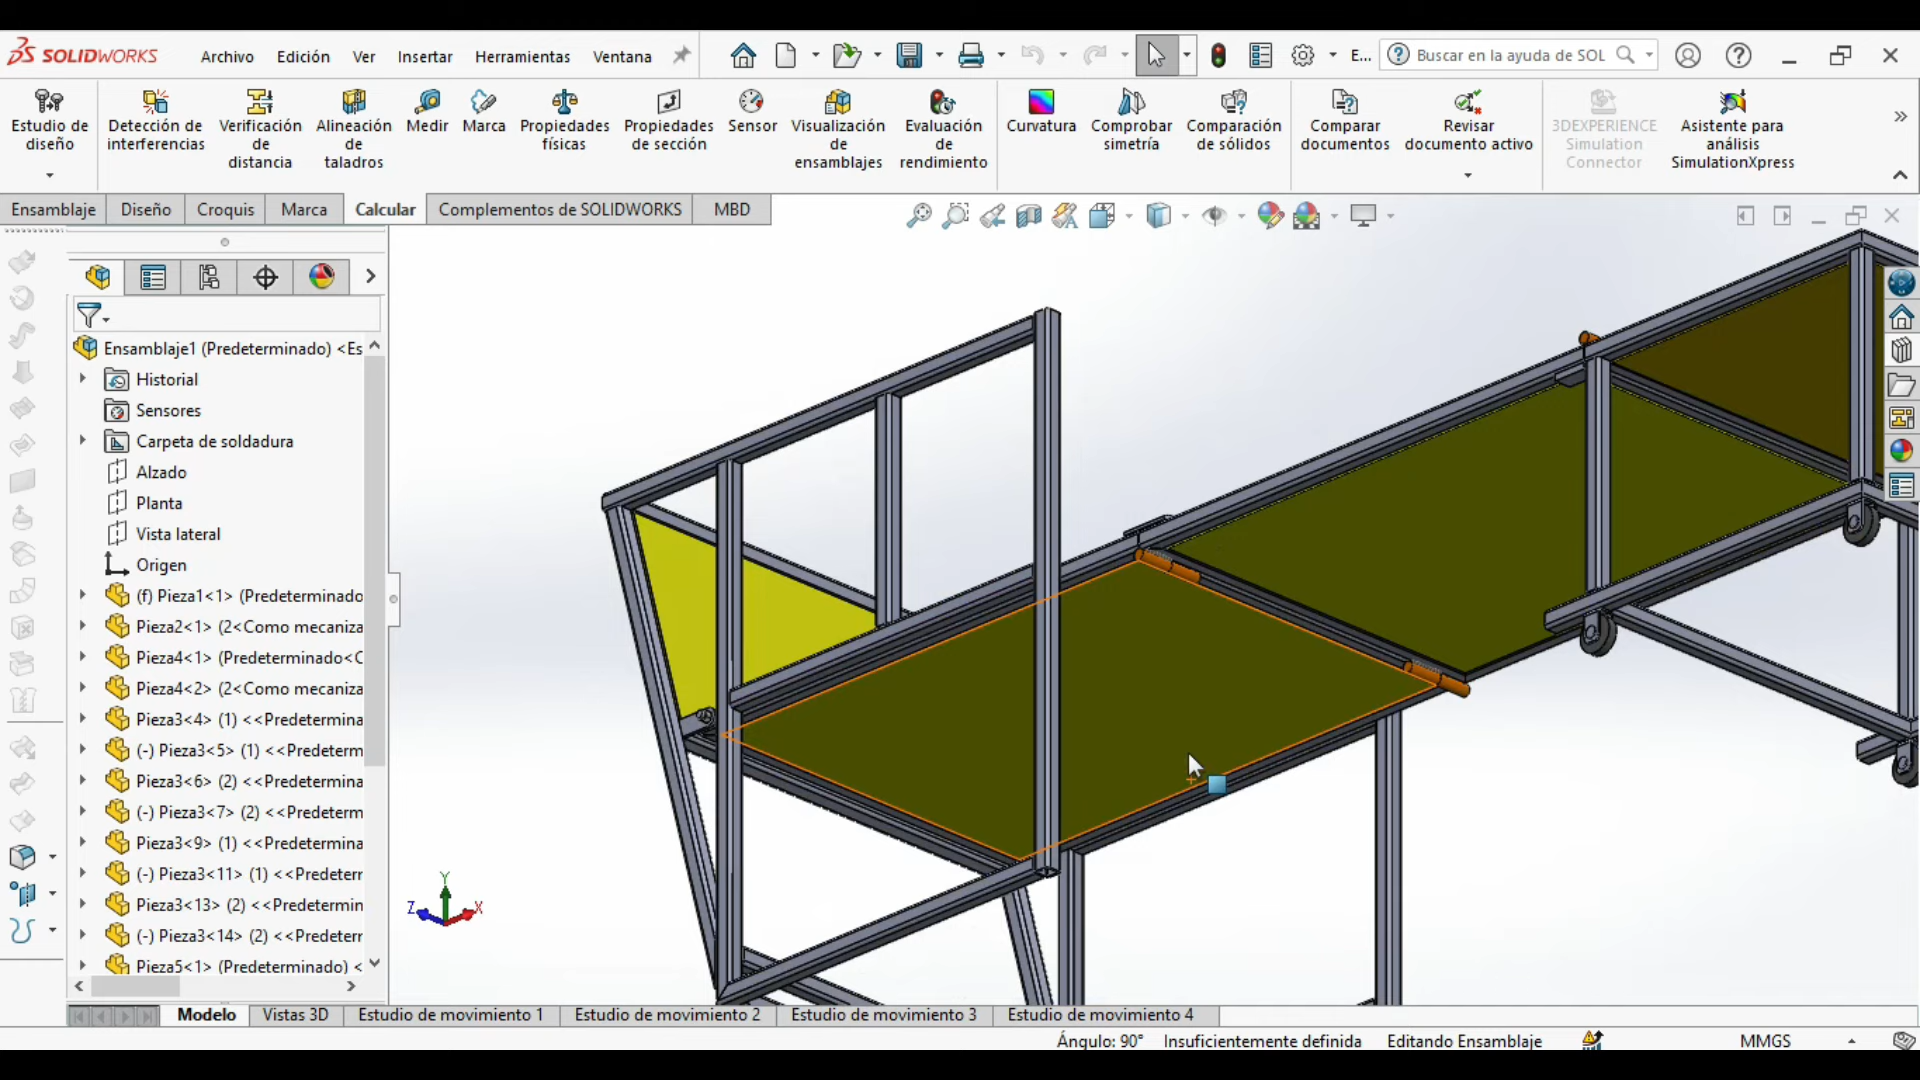 SOLIDWORKS Archivo Edición Ver Insertar Herramientas Ventana E... Buscar en la ayuda de SOL
Estudio de diseño
Detección de interferencias
Verificación de distancia
Alineación de taladros
Medir
Marca
Propiedades físicas
Propiedades de sección
Sensor
Visualización de ensamblajes
Evaluación de rendimiento
Curvatura
Comprobar simetría
Comparación de sólidos
Comparar documentos
Revisar documento activo
3DEXPERIENCE Simulation Connector
Asistente para análisis SimulationXpress
Ensamblaje Diseño Croquis Marca Calcular Complementos de SOLIDWORKS MBD
Ensamblaje1 (Predeterminado) <Es
Historial
Sensores
Carpeta de soldadura
Alzado
Planta
Vista lateral
Origen
(f) Pieza1<1> (Predeterminado
Pieza2<1> (2<Como mecaniza
Pieza4<1> (Predeterminado<C
Pieza4<2> (2<Como mecaniza
Pieza3<4> (1) <<Predetermina
(-) Pieza3<5> (1) <<Predeterm
Pieza3<6> (2) <<Predetermina
(-) Pieza3<7> (2) <<Predeterm
Pieza3<9> (1) <<Predetermina
(-) Pieza3<11> (1) <<Predeterr
Pieza3<13> (2) <<Predetermin
(-) Pieza3<14> (2) <<Predeterr
Pieza5<1> (Predeterminado) <
Y
Z X
Modelo Vistas 3D Estudio de movimiento 1 Estudio de movimiento 2 Estudio de movimiento 3 Estudio de movimiento 4
Ángulo: 90° Insuficientemente definida Editando Ensamblaje MMGS